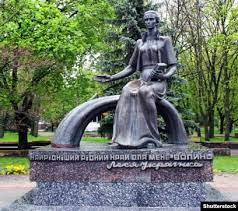 НАЙРІДНІШИЙ РІДНИЙ КРАЙ ДЛЯ МЕНЕ - ВОЛИНЬ
Леся Українка
Shutterstock